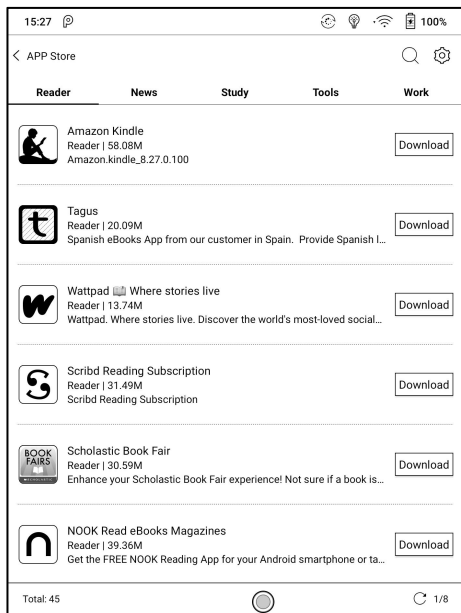 15:27 100%
APP Store
Reader News Study Tools Work
Amazon Kindle
Reader | 58.08M
Amazon.kindle_8.27.0.100
Download
Tagus
Reader | 20.09M
Spanish eBooks App from our customer in Spain. Provide Spanish l...
Download
Wattpad 📖 Where stories live
Reader | 13.74M
Wattpad. Where stories live. Discover the world's most-loved social...
Download
Scribd Reading Subscription
Reader | 31.49M
Scribd Reading Subscription
Download
BOOK
FAIRS
SCHOLASTIC
Scholastic Book Fair
Reader | 30.59M
Enhance your Scholastic Book Fair experience! Not sure if a book is...
Download
NOOK Read eBooks Magazines
Reader | 39.36M
Get the FREE NOOK Reading App for your Android smartphone or ta...
Download
Total: 45 1/8